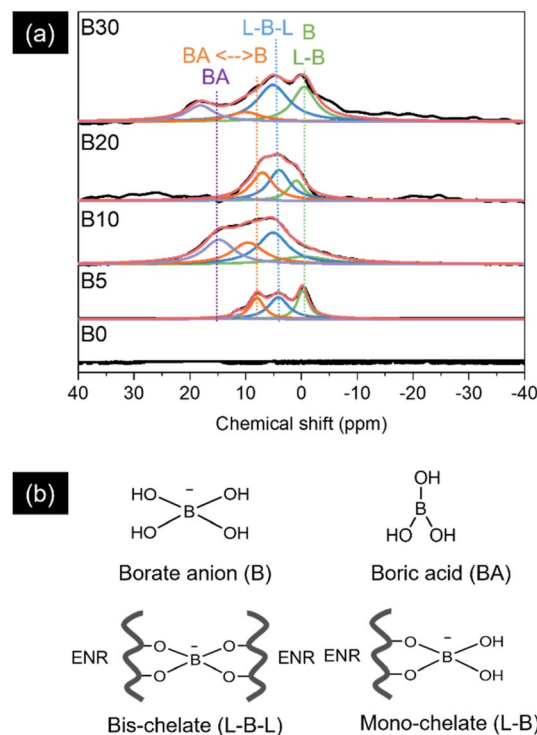 (a)
B30
L-B-L
B
BA <-->B
L-B
BA
B20
B10
B5
B0
40 30 20 10 0 -10 -20 -30 -40
Chemical shift (ppm)
(b)
OH
HO − OH
B
HO OH
B
HO OH
Borate anion (B)
Boric acid (BA)
ENR O − O ENR
B
O O
ENR O − OH
B
O OH
Bis-chelate (L-B-L)
Mono-chelate (L-B)